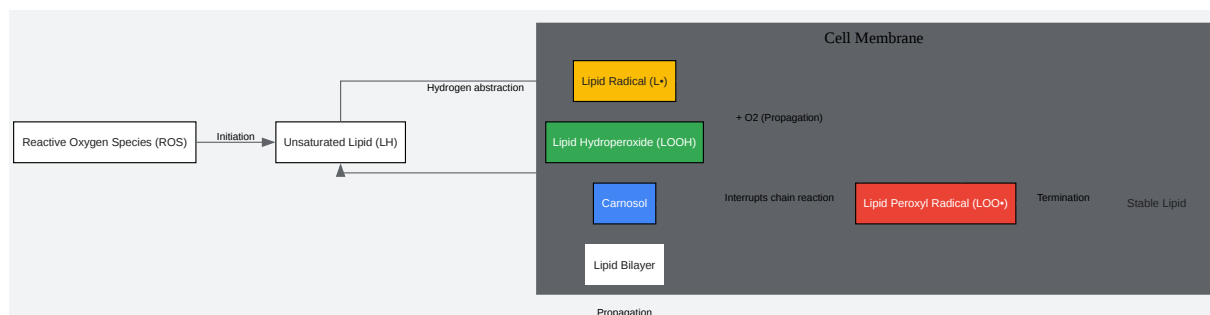 Cell Membrane
Lipid Radical (L•)
Hydrogen abstraction
+ O2 (Propagation)
Reactive Oxygen Species (ROS)
Initiation
Unsaturated Lipid (LH)
Lipid Hydroperoxide (LOOH)
Carnosol
Interrupts chain reaction
Lipid Peroxyl Radical (LOO•)
Termination
Stable Lipid
Lipid Bilayer
Propagation